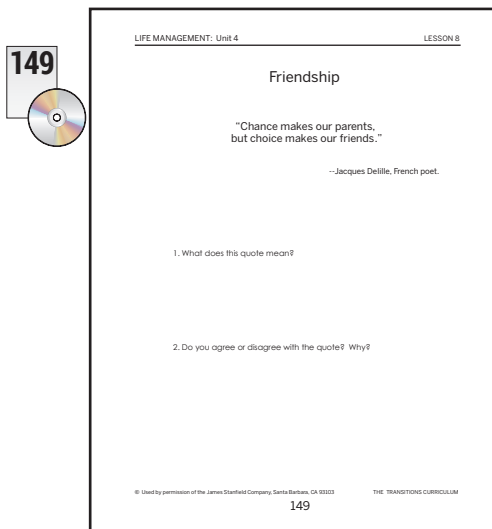 149
LIFE MANAGEMENT: Unit 4 LESSON 8
Friendship
“Chance makes our parents,
but choice makes our friends.”
--Jacques Delille, French poet.
1. What does this quote mean?
2. Do you agree or disagree with the quote? Why?
© Used by permission of the James Stanfield Company, Santa Barbara, CA 93103 THE TRANSITIONS CURRICULUM
149